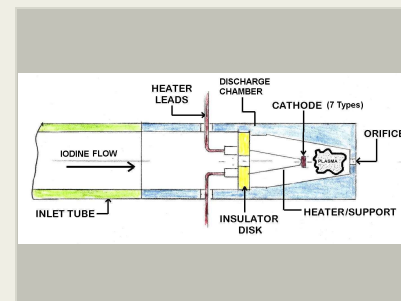 HEATER
LEADS
DISCHARGE
CHAMBER
CATHODE (7 Types)
ORIFICE
IODINE FLOW
PLASMA
INLET TUBE
INSULATOR
DISK
HEATER/SUPPORT